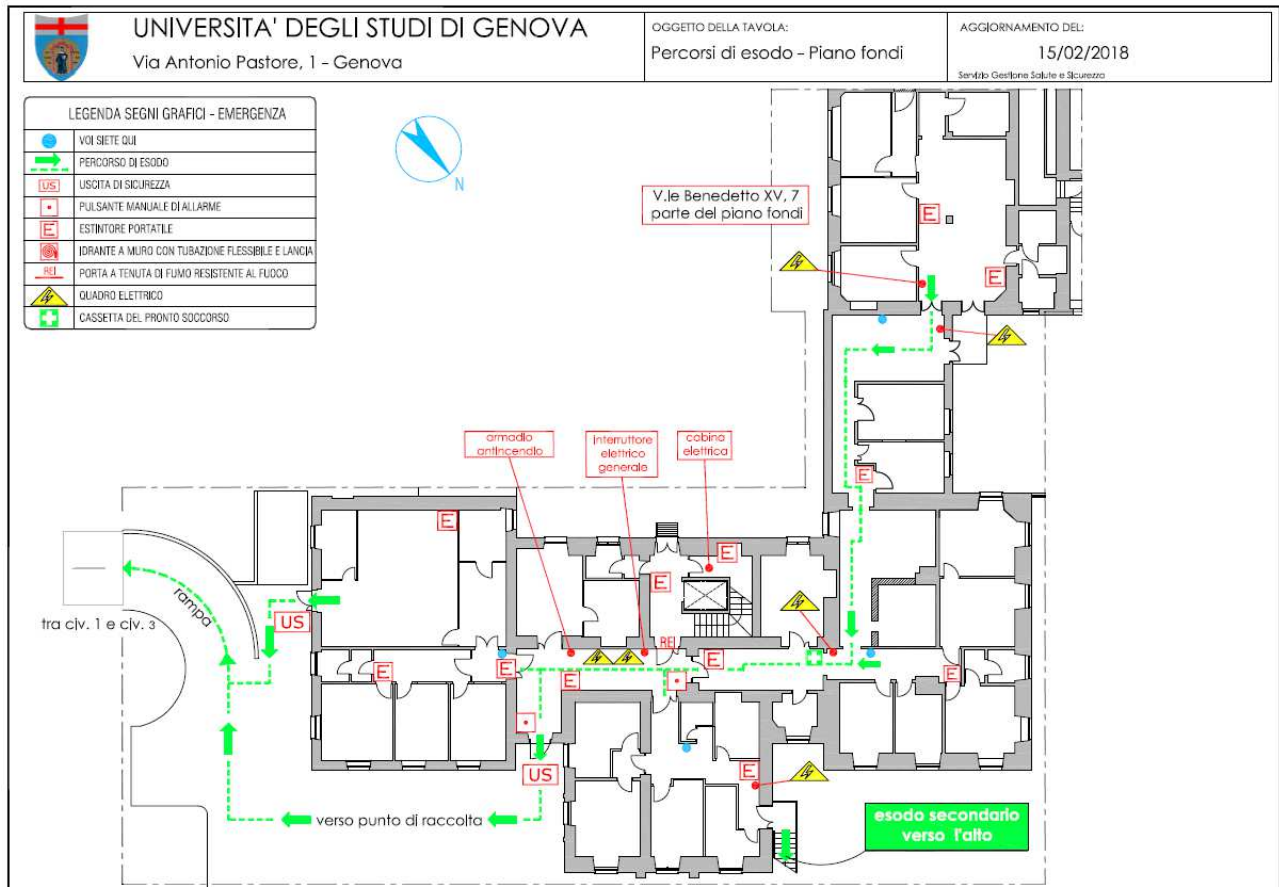 UNIVERSITA' DEGLI STUDI DI GENOVA
Via Antonio Pastore, 1 - Genova
OGGETTO DELLA TAVOLA:
Percorsi di esodo - Piano fondi
AGGIORNAMENTO DEL:
15/02/2018
Servizio Gestione Salute e Sicurezza
LEGENDA SEGNI GRAFICI - EMERGENZA
VOI SIETE QUI
PERCORSO DI ESODO
US
USCITA DI SICUREZZA
PULSANTE MANUALE DI ALLARME
E
ESTINTORE PORTATILE
IDRANTE A MURO CON TUBAZIONE FLESSIBILE E LANCIA
REI
PORTA A TENUTA DI FUMO RESISTENTE AL FUOCO
QUADRO ELETTRICO
CASSETTA DEL PRONTO SOCCORSO
N
V.le Benedetto XV, 7
parte del piano fondi
E
E
armadio
antincendio
interruttore
elettrico
generale
cabina
elettrica
E
E
E
E
rampa
tra civ. 1 e civ. 3
US
REI
E
E
E
E
E
US
E
verso punto di raccolta
esodo secondario
verso l'alto